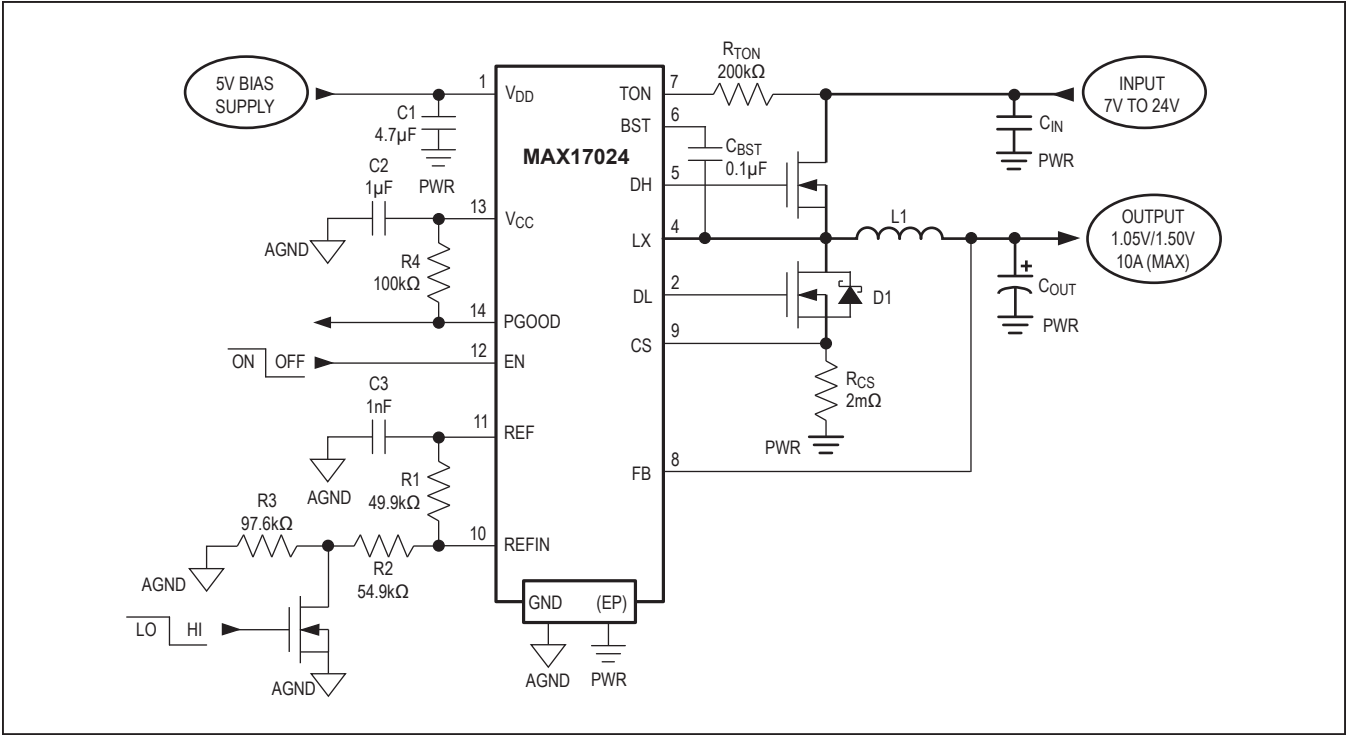 5V BIAS
SUPPLY
C1
4.7µF
PWR
C2
1µF
AGND
R4
100kΩ
ON
OFF
C3
1nF
AGND
R1
49.9kΩ
R3
97.6kΩ
AGND
R2
54.9kΩ
LO
HI
AGND
1
VDD
13
VCC
14
PGOOD
12
EN
11
REF
10
REFIN
MAX17024
GND
(EP)
AGND
PWR
7
TON
6
BST
5
DH
4
LX
2
DL
9
CS
8
FB
RTON
200kΩ
CBST
0.1µF
INPUT
7V TO 24V
CIN
PWR
L1
OUTPUT
1.05V/1.50V
10A (MAX)
+
COUT
PWR
D1
RCS
2mΩ
PWR